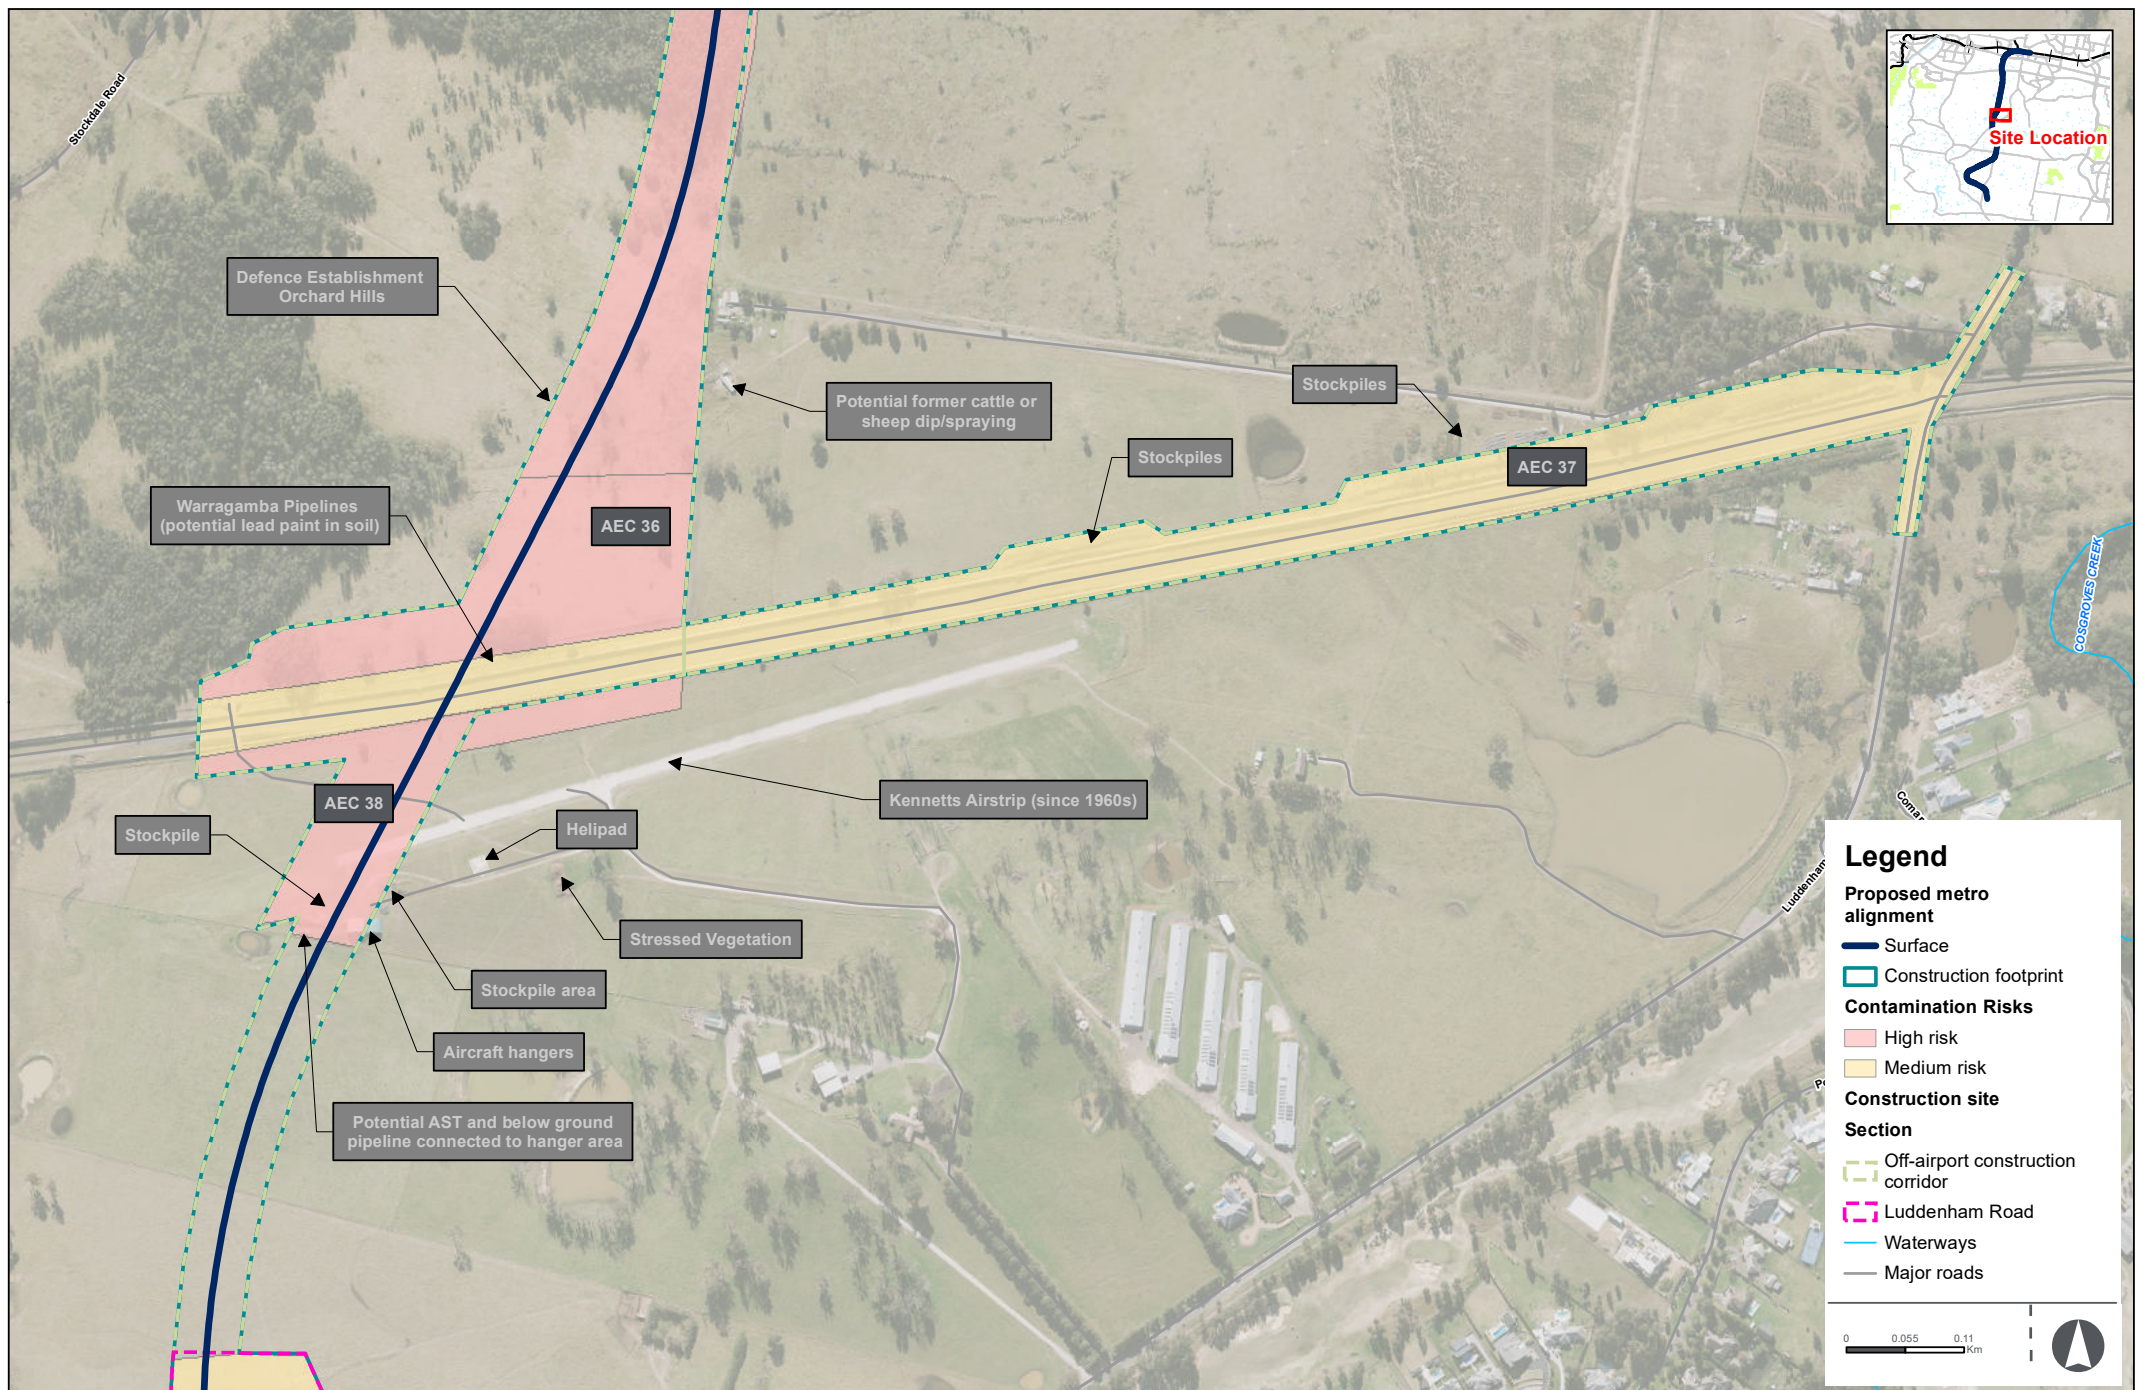 Stockdale Road
Site Location
Defence Establishment
Orchard Hills
Potential former cattle or
sheep dip/spraying
Stockpiles
Stockpiles
AEC 37
Warragamba Pipelines
(potential lead paint in soil)
AEC 36
COSGROVES CREEK
AEC 38
Kennetts Airstrip (since 1960s)
Stockpile
Helipad
Stressed Vegetation
Stockpile area
Aircraft hangers
Potential AST and below ground
pipeline connected to hanger area
Luddenham
Legend
Proposed metro
alignment
Surface
Construction footprint
Contamination Risks
High risk
Medium risk
Construction site
Section
Off-airport construction
corridor
Luddenham Road
Waterways
Major roads
0 0.055 0.11
Km